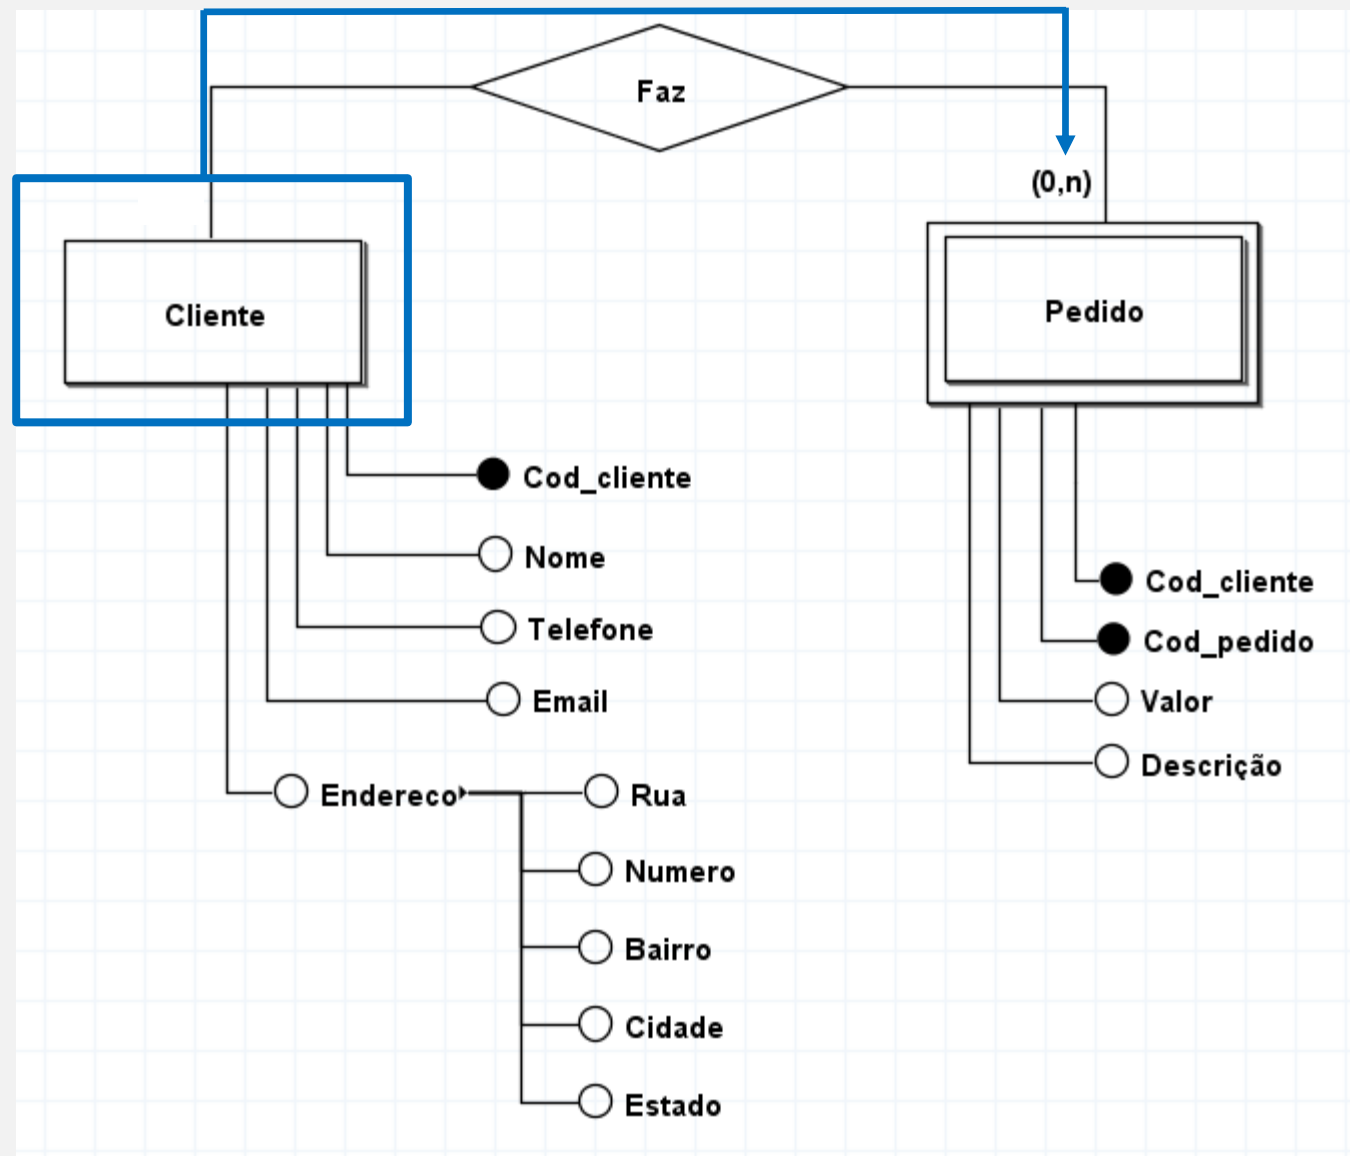 Faz
(0,n)
Cliente
Pedido
Cod_cliente
Nome
Telefone
Email
Endereco
Rua
Numero
Bairro
Cidade
Estado
Cod_cliente
Cod_pedido
Valor
Descrição